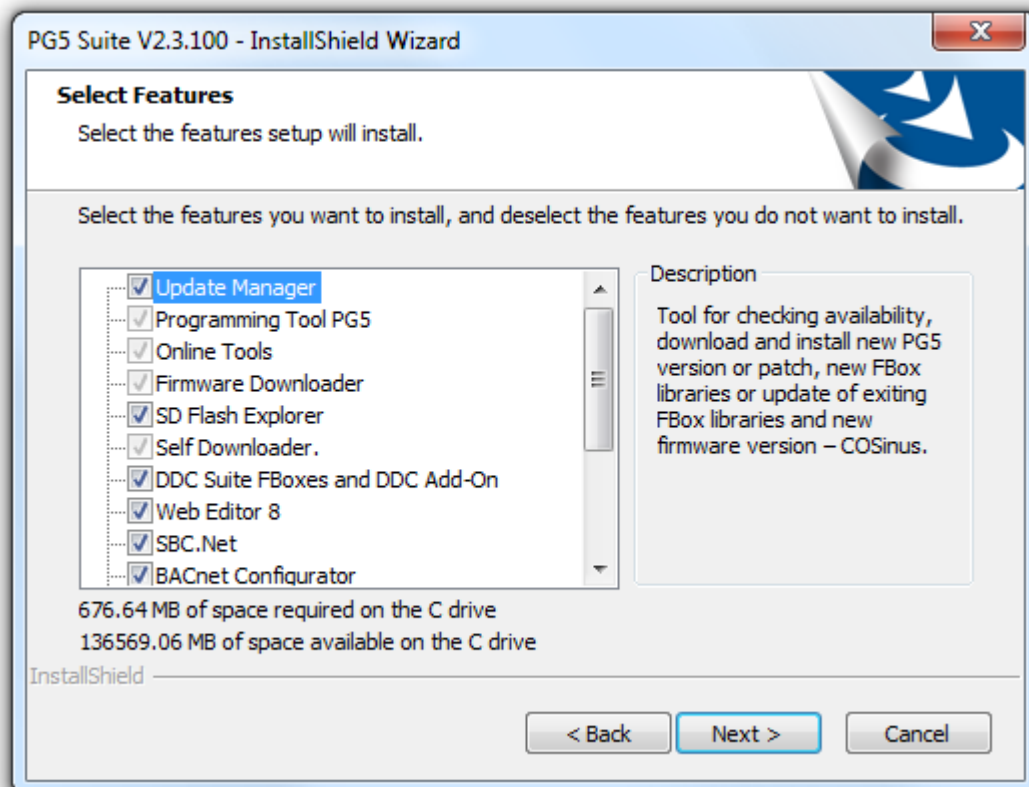 PG5 Suite V2.3.100 - InstallShield Wizard
Select Features
Select the features setup will install.
Select the features you want to install, and deselect the features you do not want to install.
Update Manager
Programming Tool PG5
Online Tools
Firmware Downloader
SD Flash Explorer
Self Downloader.
DDC Suite FBoxes and DDC Add-On
Web Editor 8
SBC.Net
BACnet Configurator
Description
Tool for checking availability,
download and install new PG5
version or patch, new FBox
libraries or update of exiting
FBox libraries and new
firmware version – COSinus.
676.64 MB of space required on the C drive
136569.06 MB of space available on the C drive
InstallShield
< Back
Next >
Cancel